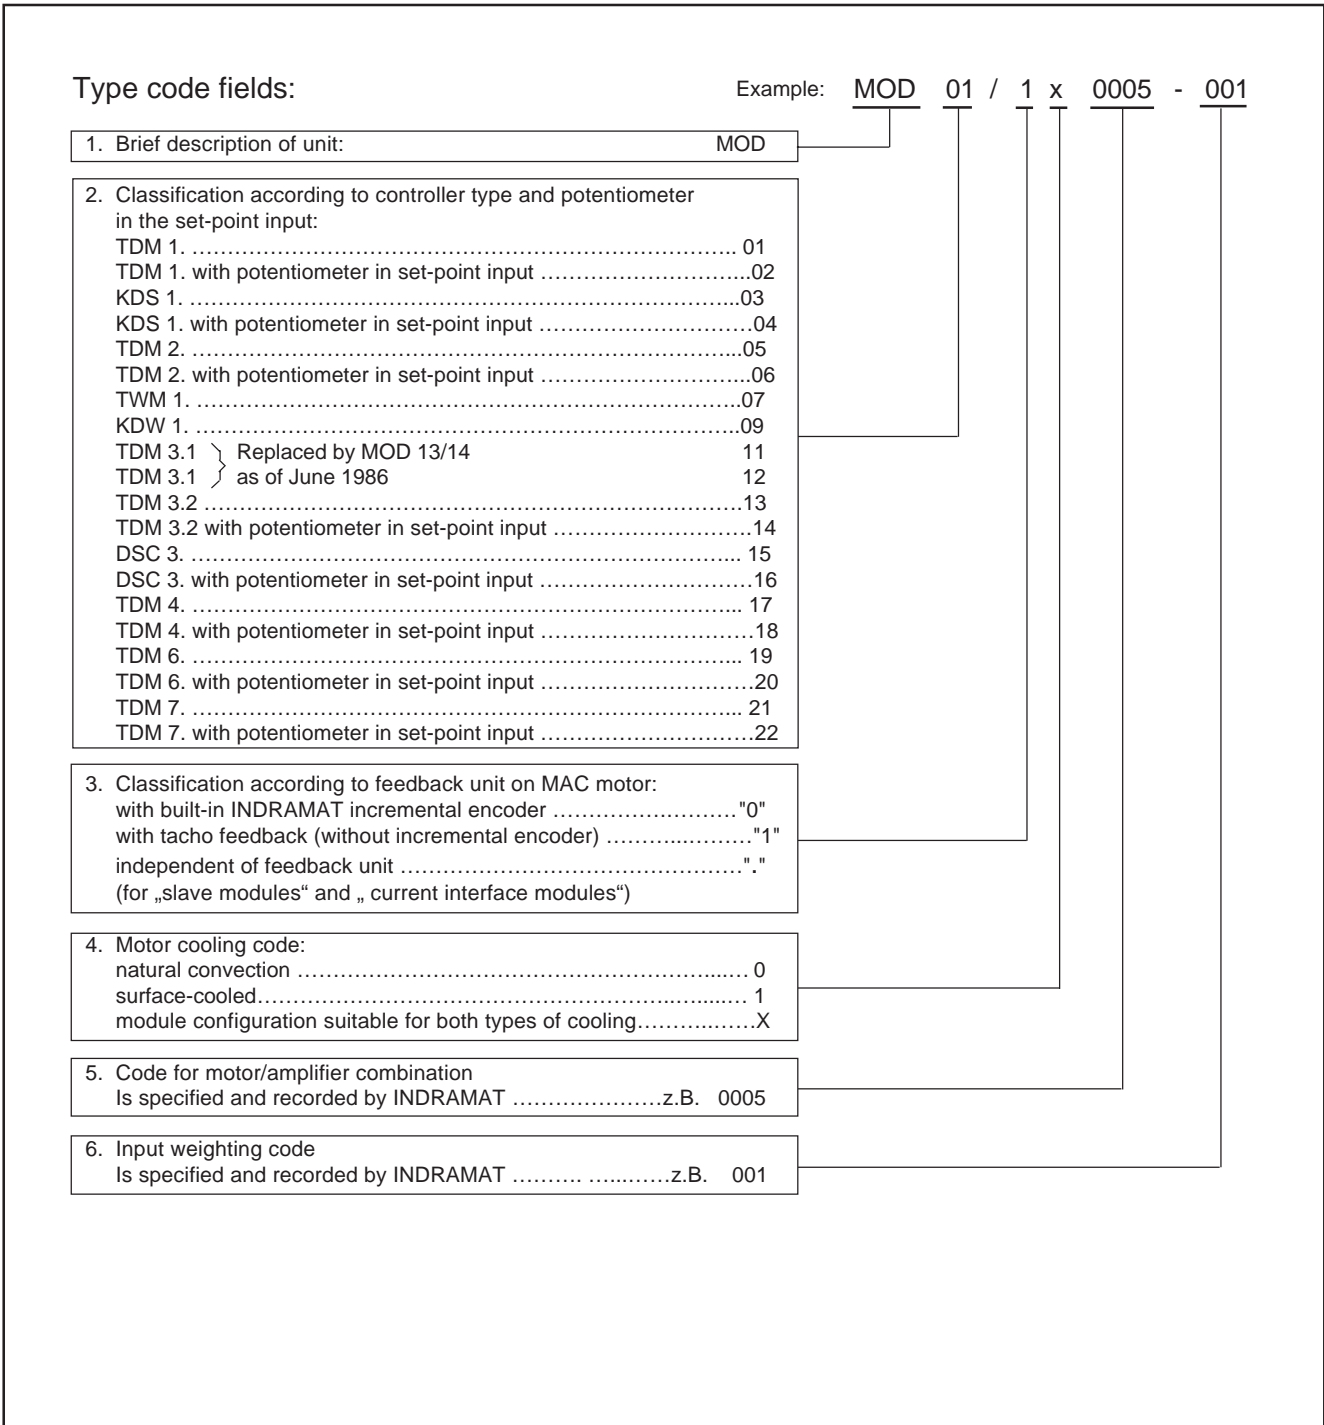 Type code fields:
Example: MOD 01 / 1 x 0005 - 001
1. Brief description of unit: MOD
2. Classification according to controller type and potentiometer
in the set-point input:
TDM 1. ………………………………………………………………….. 01
TDM 1. with potentiometer in set-point input ………………………...02
KDS 1. …………………………………………………………………...03
KDS 1. with potentiometer in set-point input …………………………04
TDM 2. …………………………………………………………………...05
TDM 2. with potentiometer in set-point input ………………………...06
TWM 1. …………………………………………………………………..07
KDW 1. …………………………………………………………………..09
TDM 3.1 Replaced by MOD 13/14 11
TDM 3.1 as of June 1986 12
TDM 3.2 ………………………………………………………………….13
TDM 3.2 with potentiometer in set-point input ……………………….14
DSC 3. …………………………………………………………………... 15
DSC 3. with potentiometer in set-point input …………………………16
TDM 4. …………………………………………………………………... 17
TDM 4. with potentiometer in set-point input …………………………18
TDM 6. …………………………………………………………………... 19
TDM 6. with potentiometer in set-point input …………………………20
TDM 7. …………………………………………………………………... 21
TDM 7. with potentiometer in set-point input …………………………22
3. Classification according to feedback unit on MAC motor:
with built-in INDRAMAT incremental encoder …………….………"0"
with tacho feedback (without incremental encoder) ………...………"1"
independent of feedback unit …………………………………………"."
(for „slave modules“ and „ current interface modules“)
4. Motor cooling code:
natural convection …………………………………………………....… 0
surface-cooled…………………………………………………..….....… 1
module configuration suitable for both types of cooling………..……X
5. Code for motor/amplifier combination
Is specified and recorded by INDRAMAT …………………z.B. 0005
6. Input weighting code
Is specified and recorded by INDRAMAT ………. …...……z.B. 001